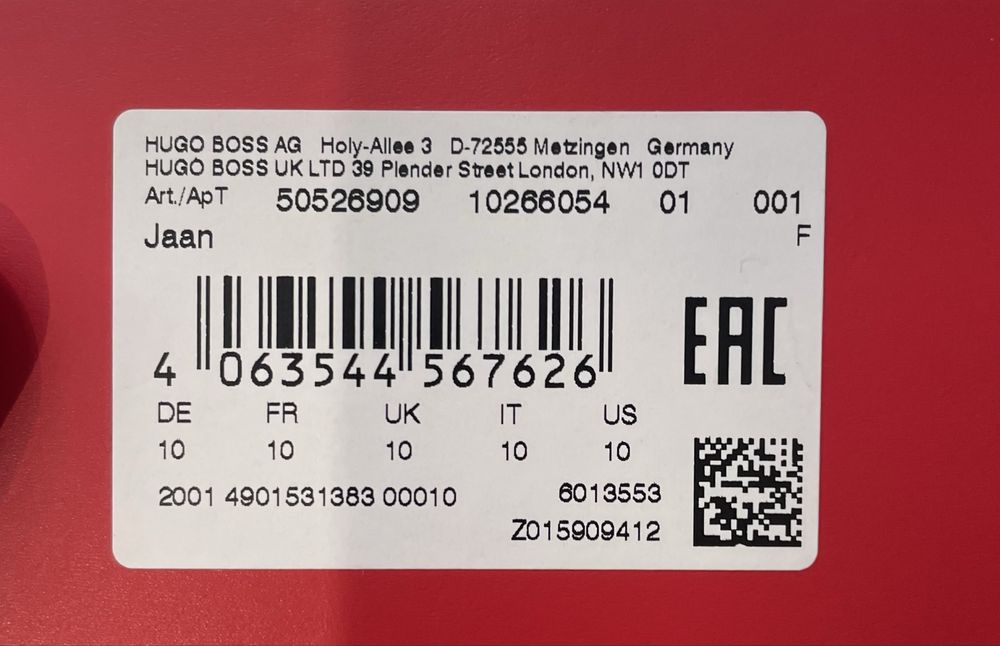 HUGO BOSS AG Holy-Allee 3 D-72555 Metzingen Germany
HUGO BOSS UK LTD 39 Plender Street London, NW1 0DT
Art./АрТ 50526909 10266054 01 001
Jaan F
4 063544 567626
EAC
DE FR UK IT US
10 10 10 10 10
2001 4901531383 00010 6013553
Z015909412